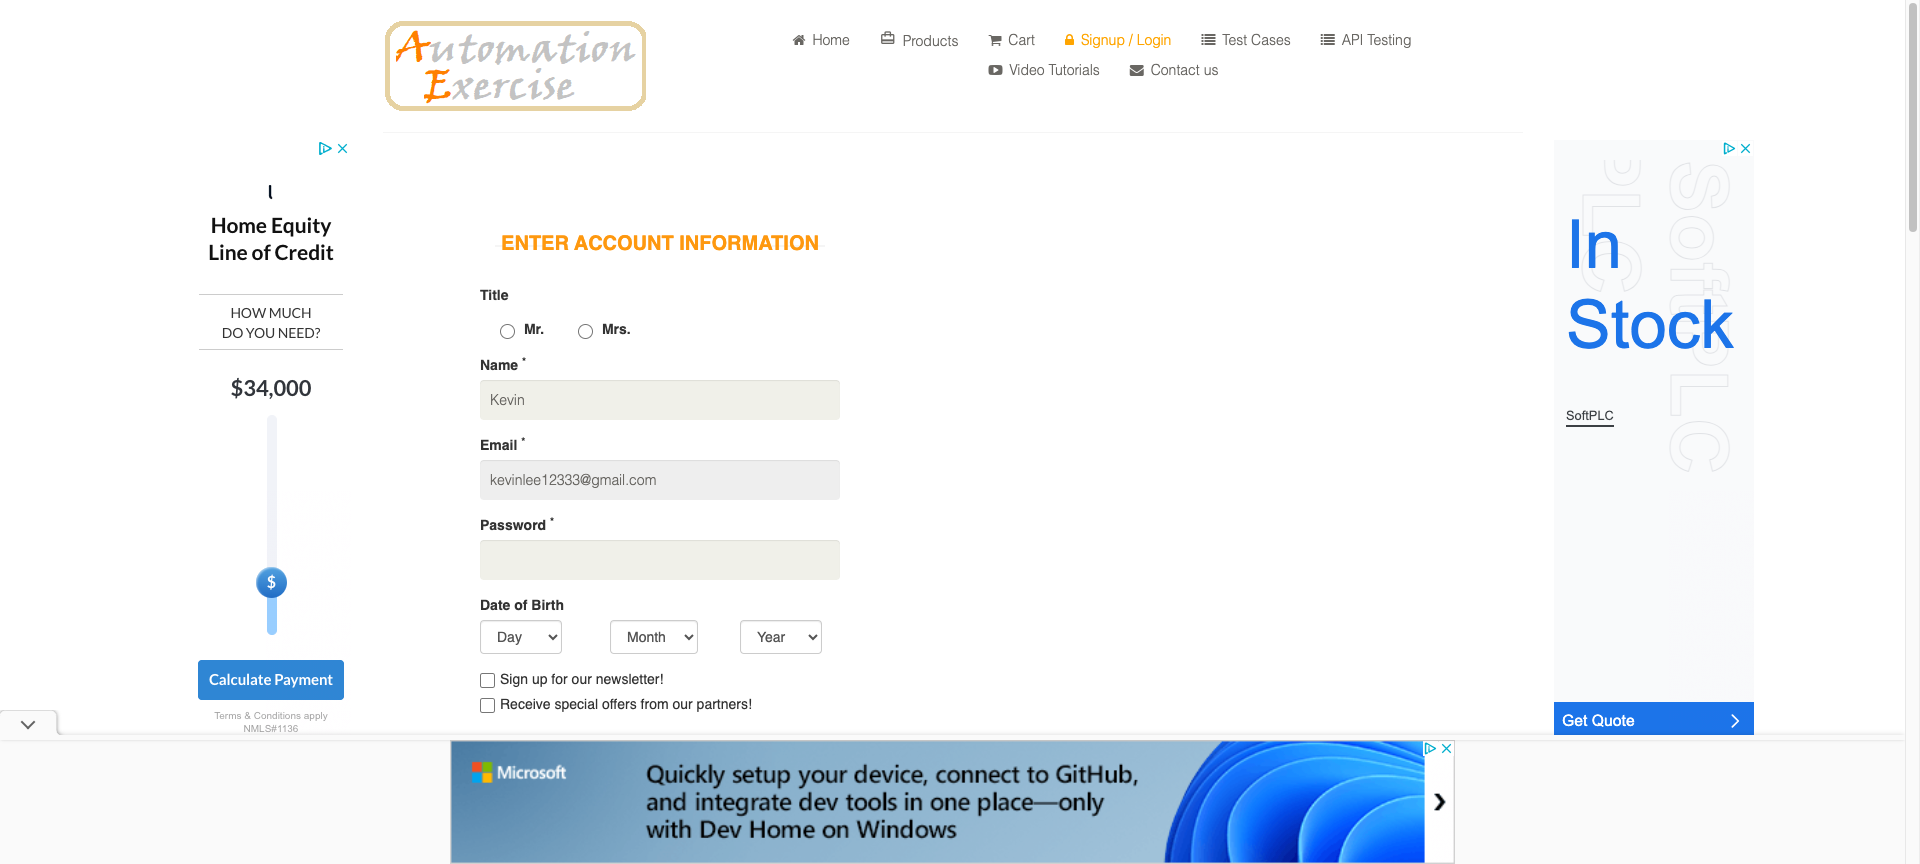 Automation
Exercise
Home
Products
Cart
Signup / Login
Test Cases
API Testing
Video Tutorials
Contact us
Home Equity
Line of Credit
HOW MUCH
DO YOU NEED?
$34,000
$
Calculate Payment
Terms & Conditions apply
NMLS#1136
ENTER ACCOUNT INFORMATION
Title
Mr.
Mrs.
Name *
Kevin
Email *
kevinlee12333@gmail.com
Password *
Date of Birth
Day
Month
Year
Sign up for our newsletter!
Receive special offers from our partners!
SoftPLC
In
Stock
SoftPLC
Get Quote
Microsoft
Quickly setup your device, connect to GitHub,
and integrate dev tools in one place—only
with Dev Home on Windows